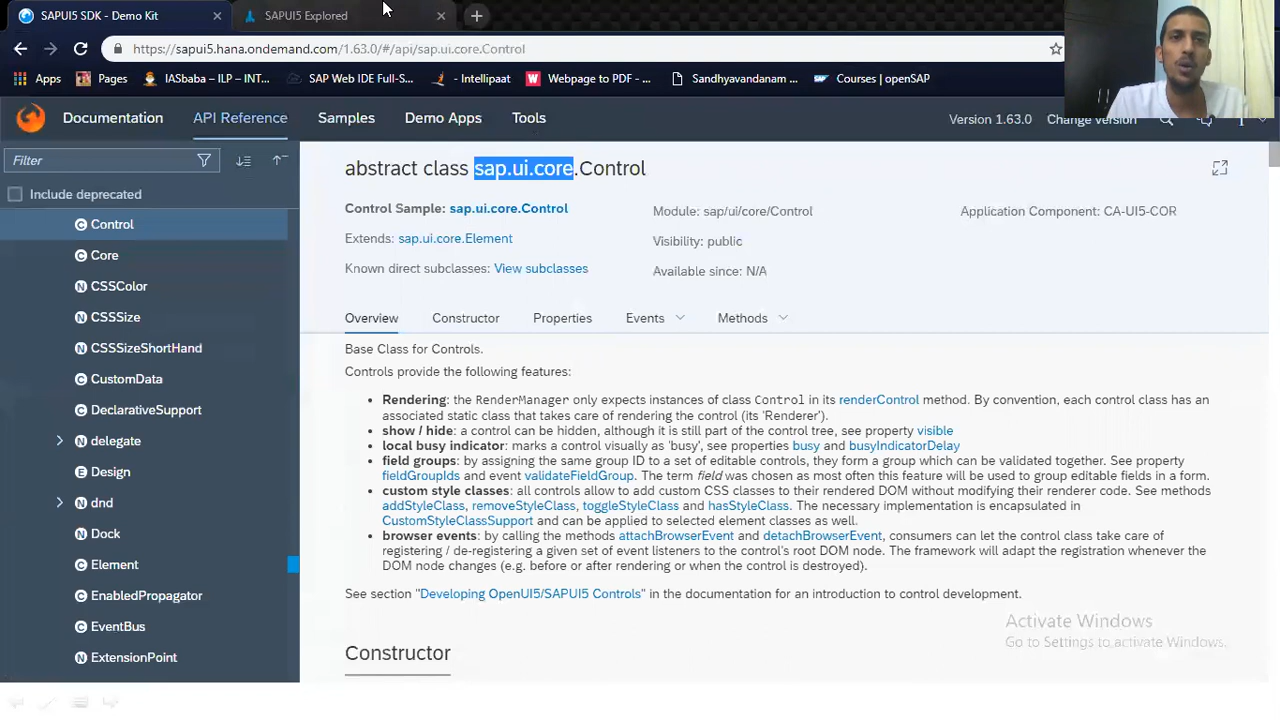 SAPUI5 SDK - Demo Kit
SAPUI5 Explored
https://sapui5.hana.ondemand.com/1.63.0/#/api/sap.ui.core.Control
Apps
Pages
IASbaba – ILP – INT...
SAP Web IDE Full-S...
- Intellipaat
Webpage to PDF - ...
Sandhyavandanam ...
Courses | openSAP
Documentation
API Reference
Samples
Demo Apps
Tools
Version 1.63.0
Change version
Filter
Include deprecated
Control
Core
CSSColor
CSSSize
CSSSizeShortHand
CustomData
DeclarativeSupport
delegate
Design
dnd
Dock
Element
EnabledPropagator
EventBus
ExtensionPoint
abstract class sap.ui.core.Control
Control Sample: sap.ui.core.Control
Module: sap/ui/core/Control
Application Component: CA-UI5-COR
Extends: sap.ui.core.Element
Visibility: public
Known direct subclasses: View subclasses
Available since: N/A
Overview
Constructor
Properties
Events
Methods
Base Class for Controls.
Controls provide the following features:
• Rendering: the RenderManager only expects instances of class Control in its renderControl method. By convention, each control class has an
associated static class that takes care of rendering the control (its 'Renderer').
• show / hide: a control can be hidden, although it is still part of the control tree, see property visible
• local busy indicator: marks a control visually as 'busy', see properties busy and busyIndicatorDelay
• field groups: by assigning the same group ID to a set of editable controls, they form a group which can be validated together. See property
fieldGroupIds and event validateFieldGroup. The term field was chosen as most often this feature will be used to group editable fields in a form.
• custom style classes: all controls allow to add custom CSS classes to their rendered DOM without modifying their renderer code. See methods
addStyleClass, removeStyleClass, toggleStyleClass and hasStyleClass. The necessary implementation is encapsulated in
CustomStyleClassSupport and can be applied to selected element classes as well.
• browser events: by calling the methods attachBrowserEvent and detachBrowserEvent, consumers can let the control class take care of
registering / de-registering a given set of event listeners to the control's root DOM node. The framework will adapt the registration whenever the
DOM node changes (e.g. before or after rendering or when the control is destroyed).
See section "Developing OpenUI5/SAPUI5 Controls" in the documentation for an introduction to control development.
Activate Windows
Go to Settings to activate Windows.
Constructor